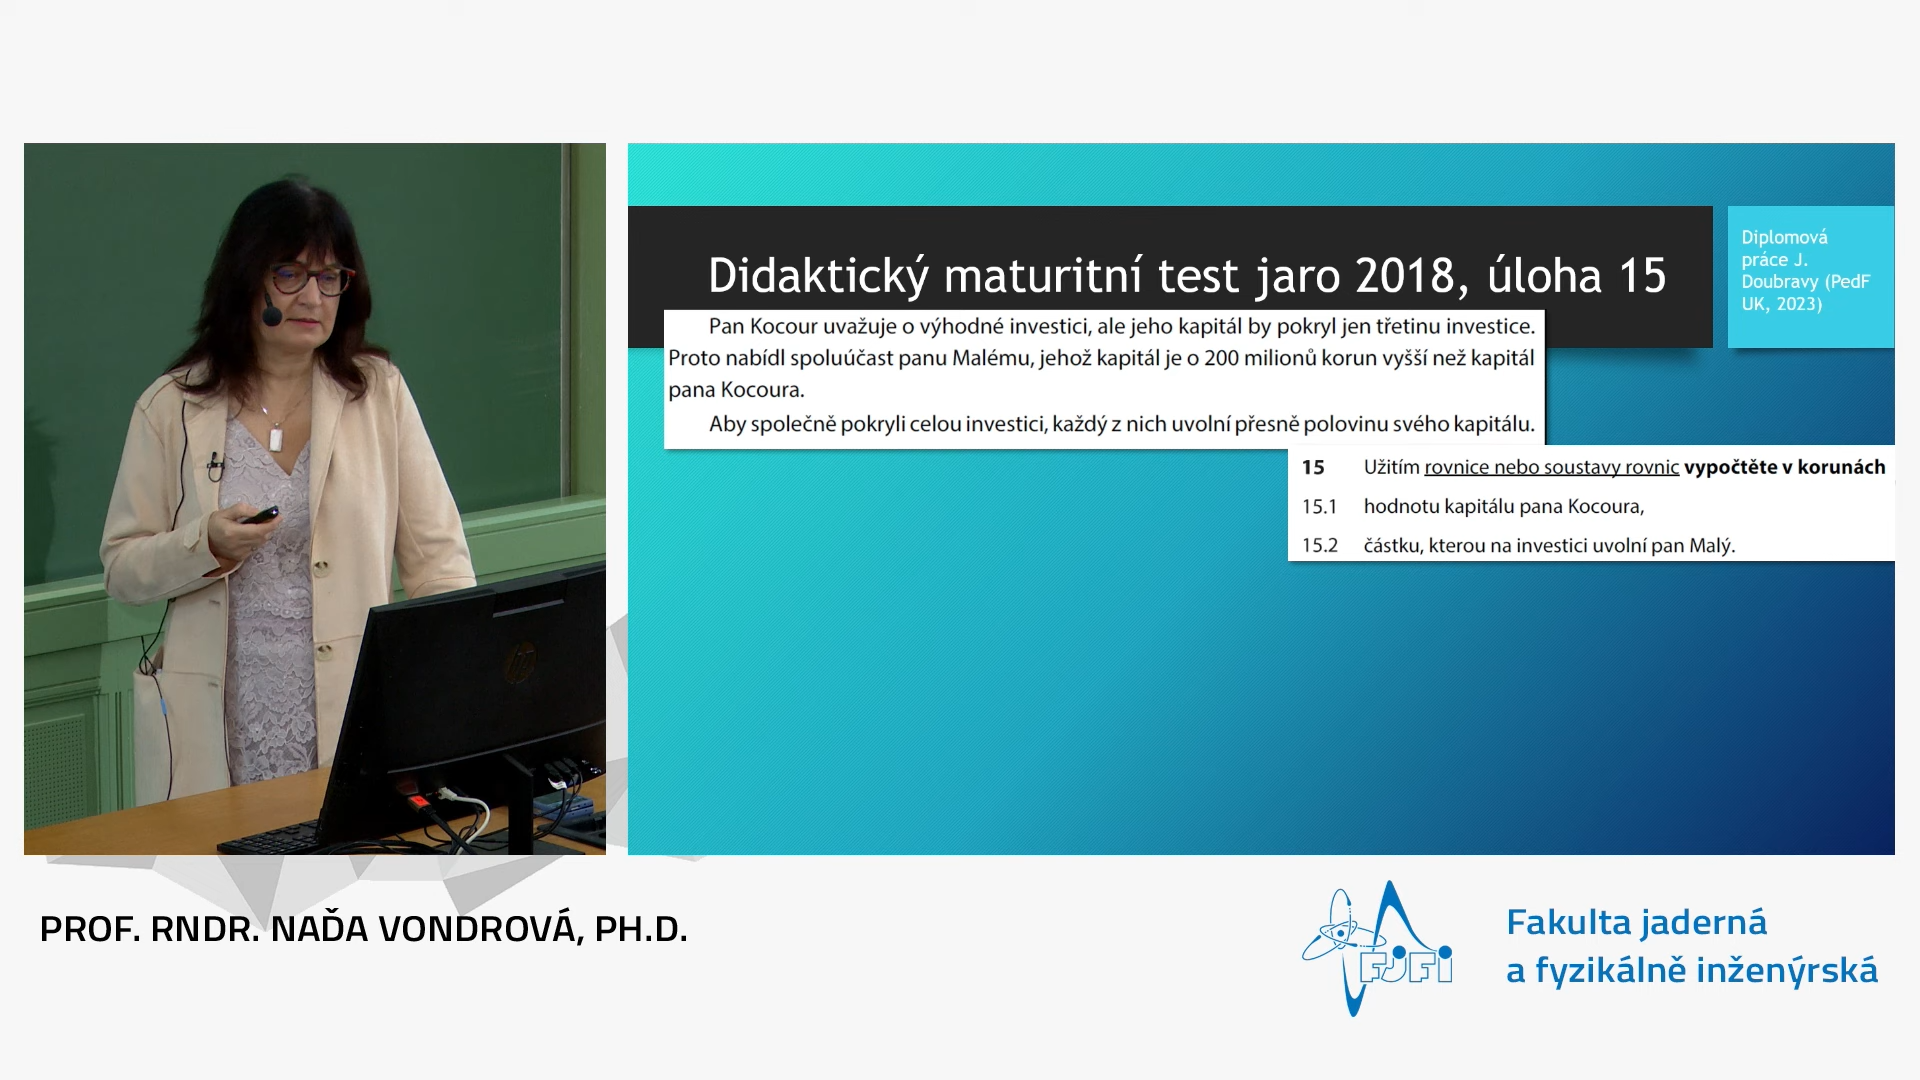 Didaktický maturitní test jaro 2018, úloha 15
Diplomová
práce J.
Doubravy (PedF
UK, 2023)
Pan Kocour uvažuje o výhodné investici, ale jeho kapitál by pokryl jen třetinu investice.
Proto nabídl spoluúčast panu Malému, jehož kapitál je o 200 milionů korun vyšší než kapitál
pana Kocoura.
Aby společně pokryli celou investici, každý z nich uvolní přesně polovinu svého kapitálu.
15 Užitím rovnice nebo soustavy rovnic vypočtěte v korunách
15.1 hodnotu kapitálu pana Kocoura,
15.2 částku, kterou na investici uvolní pan Malý.
PROF. RNDR. NAĎA VONDROVÁ, PH.D.
FJFI
Fakulta jaderná
a fyzikálně inženýrská